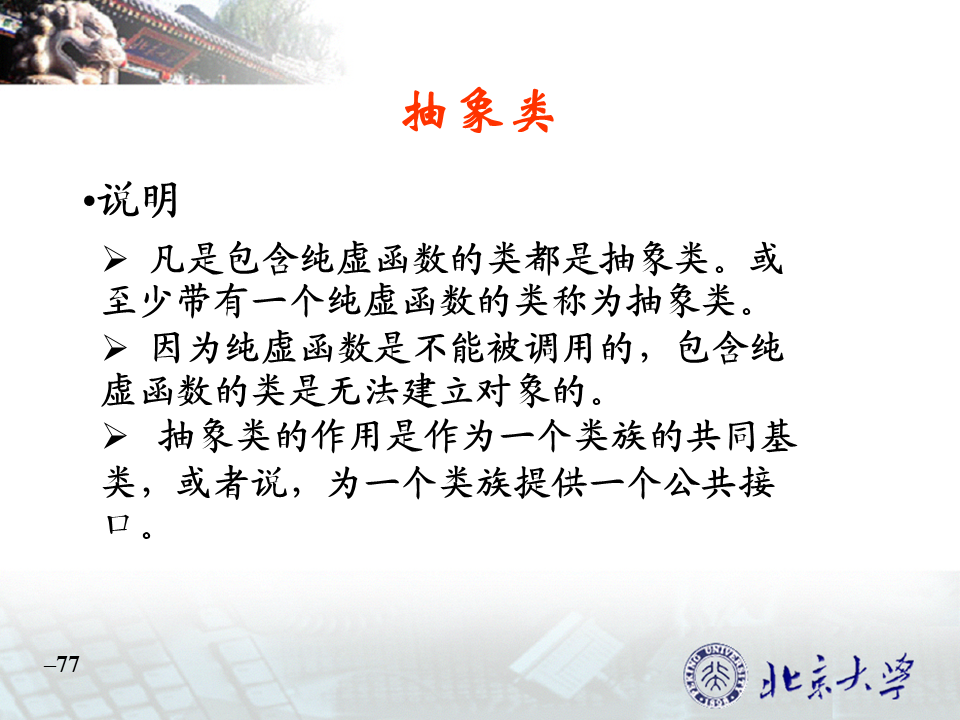 抽象类
•说明
➢ 凡是包含纯虚函数的类都是抽象类。或
至少带有一个纯虚函数的类称为抽象类。
➢ 因为纯虚函数是不能被调用的，包含纯
虚函数的类是无法建立对象的。
➢ 抽象类的作用是作为一个类族的共同基
类，或者说，为一个类族提供一个公共接
口。
–77
PEKING UNIVERSITY
1898
北京大学